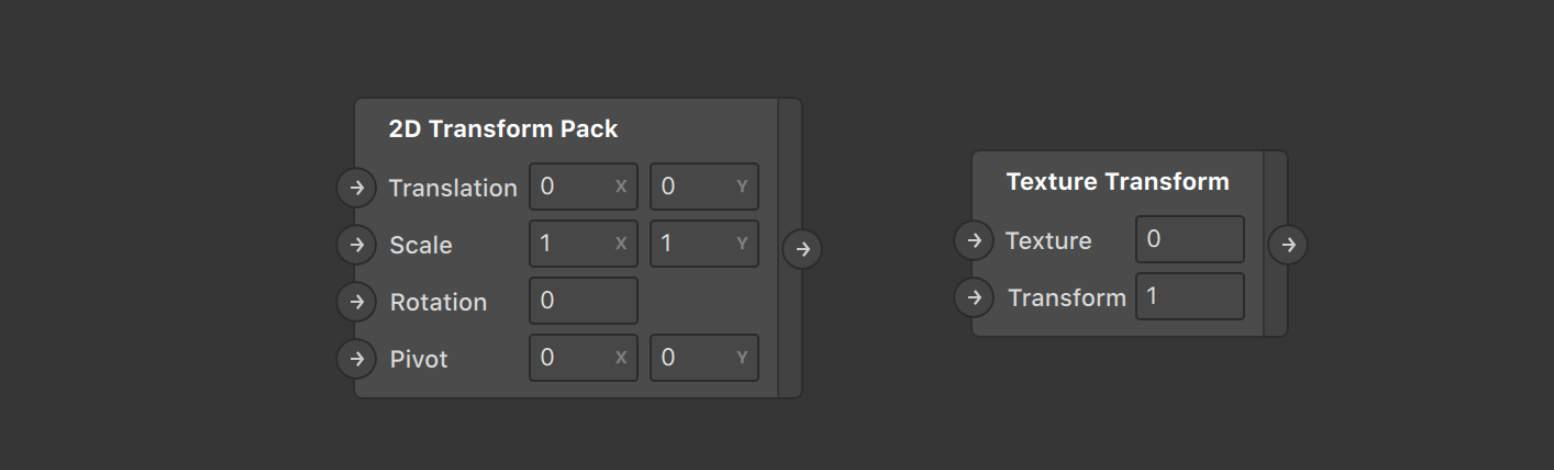 2D Transform Pack
Translation 0 X 0 Y
Scale 1 X 1 Y
Rotation 0
Pivot 0 X 0 Y
Texture Transform
Texture 0
Transform 1